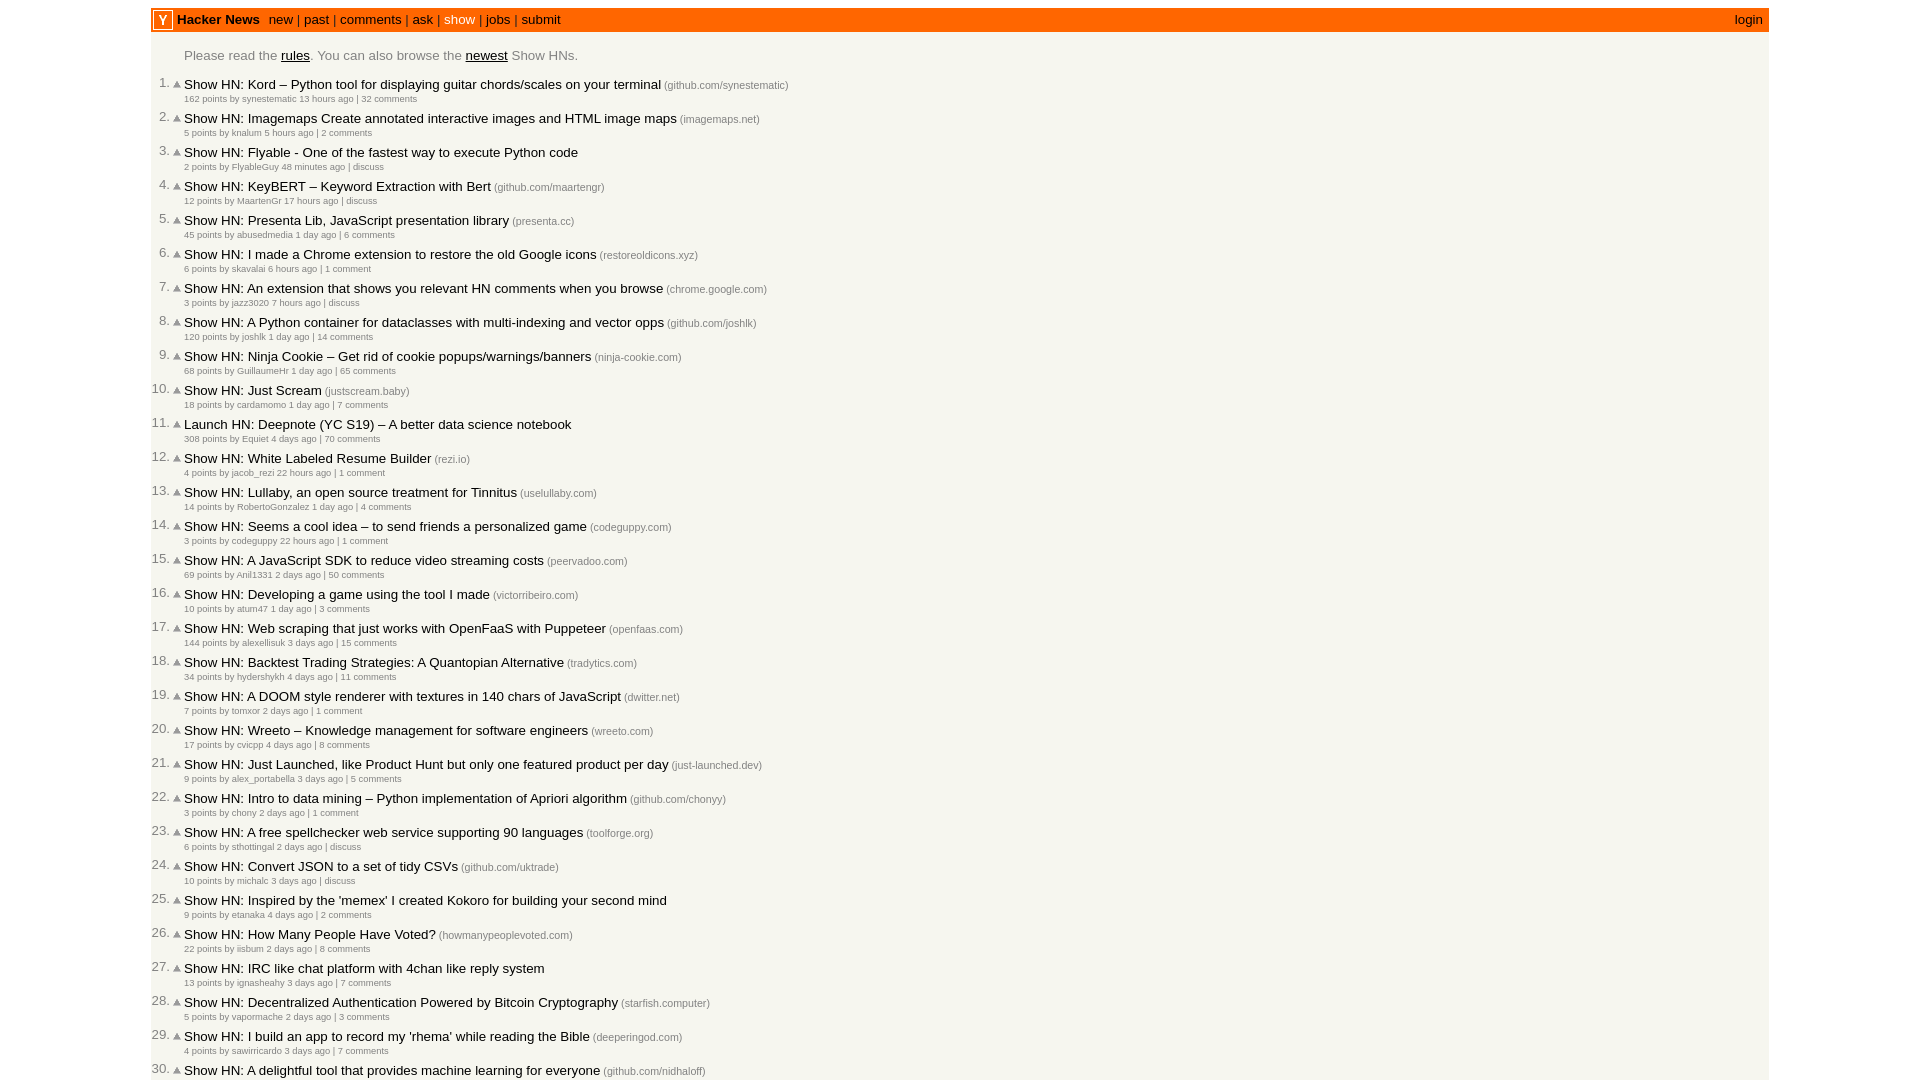 Y Hacker News new | past | comments | ask | show | jobs | submit login
Please read the rules. You can also browse the newest Show HNs.
1. Show HN: Kord – Python tool for displaying guitar chords/scales on your terminal (github.com/synestematic)
162 points by synestematic 13 hours ago | 32 comments
2. Show HN: Imagemaps Create annotated interactive images and HTML image maps (imagemaps.net)
5 points by knalum 5 hours ago | 2 comments
3. Show HN: Flyable - One of the fastest way to execute Python code
2 points by FlyableGuy 48 minutes ago | discuss
4. Show HN: KeyBERT – Keyword Extraction with Bert (github.com/maartengr)
12 points by MaartenGr 17 hours ago | discuss
5. Show HN: Presenta Lib, JavaScript presentation library (presenta.cc)
45 points by abusedmedia 1 day ago | 6 comments
6. Show HN: I made a Chrome extension to restore the old Google icons (restoreoldicons.xyz)
6 points by skavalai 6 hours ago | 1 comment
7. Show HN: An extension that shows you relevant HN comments when you browse (chrome.google.com)
3 points by jazz3020 7 hours ago | discuss
8. Show HN: A Python container for dataclasses with multi-indexing and vector opps (github.com/joshlk)
120 points by joshlk 1 day ago | 14 comments
9. Show HN: Ninja Cookie – Get rid of cookie popups/warnings/banners (ninja-cookie.com)
68 points by GuillaumeHr 1 day ago | 65 comments
10. Show HN: Just Scream (justscream.baby)
18 points by cardamomo 1 day ago | 7 comments
11. Launch HN: Deepnote (YC S19) – A better data science notebook
308 points by Equiet 4 days ago | 70 comments
12. Show HN: White Labeled Resume Builder (rezi.io)
4 points by jacob_rezi 22 hours ago | 1 comment
13. Show HN: Lullaby, an open source treatment for Tinnitus (uselullaby.com)
14 points by RobertoGonzalez 1 day ago | 4 comments
14. Show HN: Seems a cool idea – to send friends a personalized game (codeguppy.com)
3 points by codeguppy 22 hours ago | 1 comment
15. Show HN: A JavaScript SDK to reduce video streaming costs (peervadoo.com)
69 points by Anil1331 2 days ago | 50 comments
16. Show HN: Developing a game using the tool I made (victorribeiro.com)
10 points by atum47 1 day ago | 3 comments
17. Show HN: Web scraping that just works with OpenFaaS with Puppeteer (openfaas.com)
144 points by alexellisuk 3 days ago | 15 comments
18. Show HN: Backtest Trading Strategies: A Quantopian Alternative (tradytics.com)
34 points by hydershykh 4 days ago | 11 comments
19. Show HN: A DOOM style renderer with textures in 140 chars of JavaScript (dwitter.net)
7 points by tomxor 2 days ago | 1 comment
20. Show HN: Wreeto – Knowledge management for software engineers (wreeto.com)
17 points by cvicpp 4 days ago | 8 comments
21. Show HN: Just Launched, like Product Hunt but only one featured product per day (just-launched.dev)
9 points by alex_portabella 3 days ago | 5 comments
22. Show HN: Intro to data mining – Python implementation of Apriori algorithm (github.com/chonyy)
3 points by chony 2 days ago | 1 comment
23. Show HN: A free spellchecker web service supporting 90 languages (toolforge.org)
6 points by sthottingal 2 days ago | discuss
24. Show HN: Convert JSON to a set of tidy CSVs (github.com/uktrade)
10 points by michalc 3 days ago | discuss
25. Show HN: Inspired by the 'memex' I created Kokoro for building your second mind
9 points by etanaka 4 days ago | 2 comments
26. Show HN: How Many People Have Voted? (howmanypeoplevoted.com)
22 points by iisbum 2 days ago | 8 comments
27. Show HN: IRC like chat platform with 4chan like reply system
13 points by ignasheahy 3 days ago | 7 comments
28. Show HN: Decentralized Authentication Powered by Bitcoin Cryptography (starfish.computer)
5 points by vapormache 2 days ago | 3 comments
29. Show HN: I build an app to record my 'rhema' while reading the Bible (deeperingod.com)
4 points by sawirricardo 3 days ago | 7 comments
30. Show HN: A delightful tool that provides machine learning for everyone (github.com/nidhaloff)